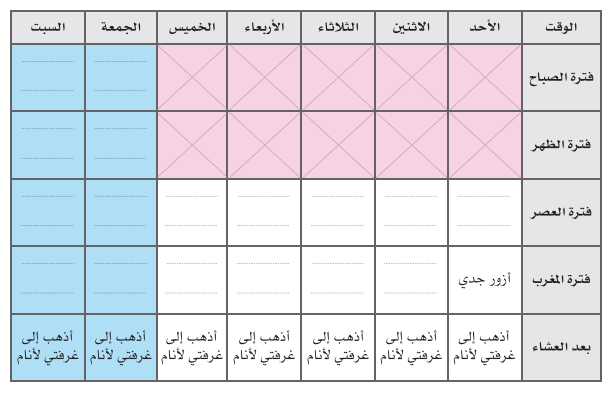 الوقت الأحد الاثنين الثلاثاء الأربعاء الخميس الجمعة السبت
فترة الصباح
فترة الظهر
فترة العصر
فترة المغرب أزور جدي
بعد العشاء أذهب إلى أذهب إلى أذهب إلى أذهب إلى أذهب إلى أذهب إلى أذهب إلى
غرفتي لأنام غرفتي لأنام غرفتي لأنام غرفتي لأنام غرفتي لأنام غرفتي لأنام غرفتي لأنام